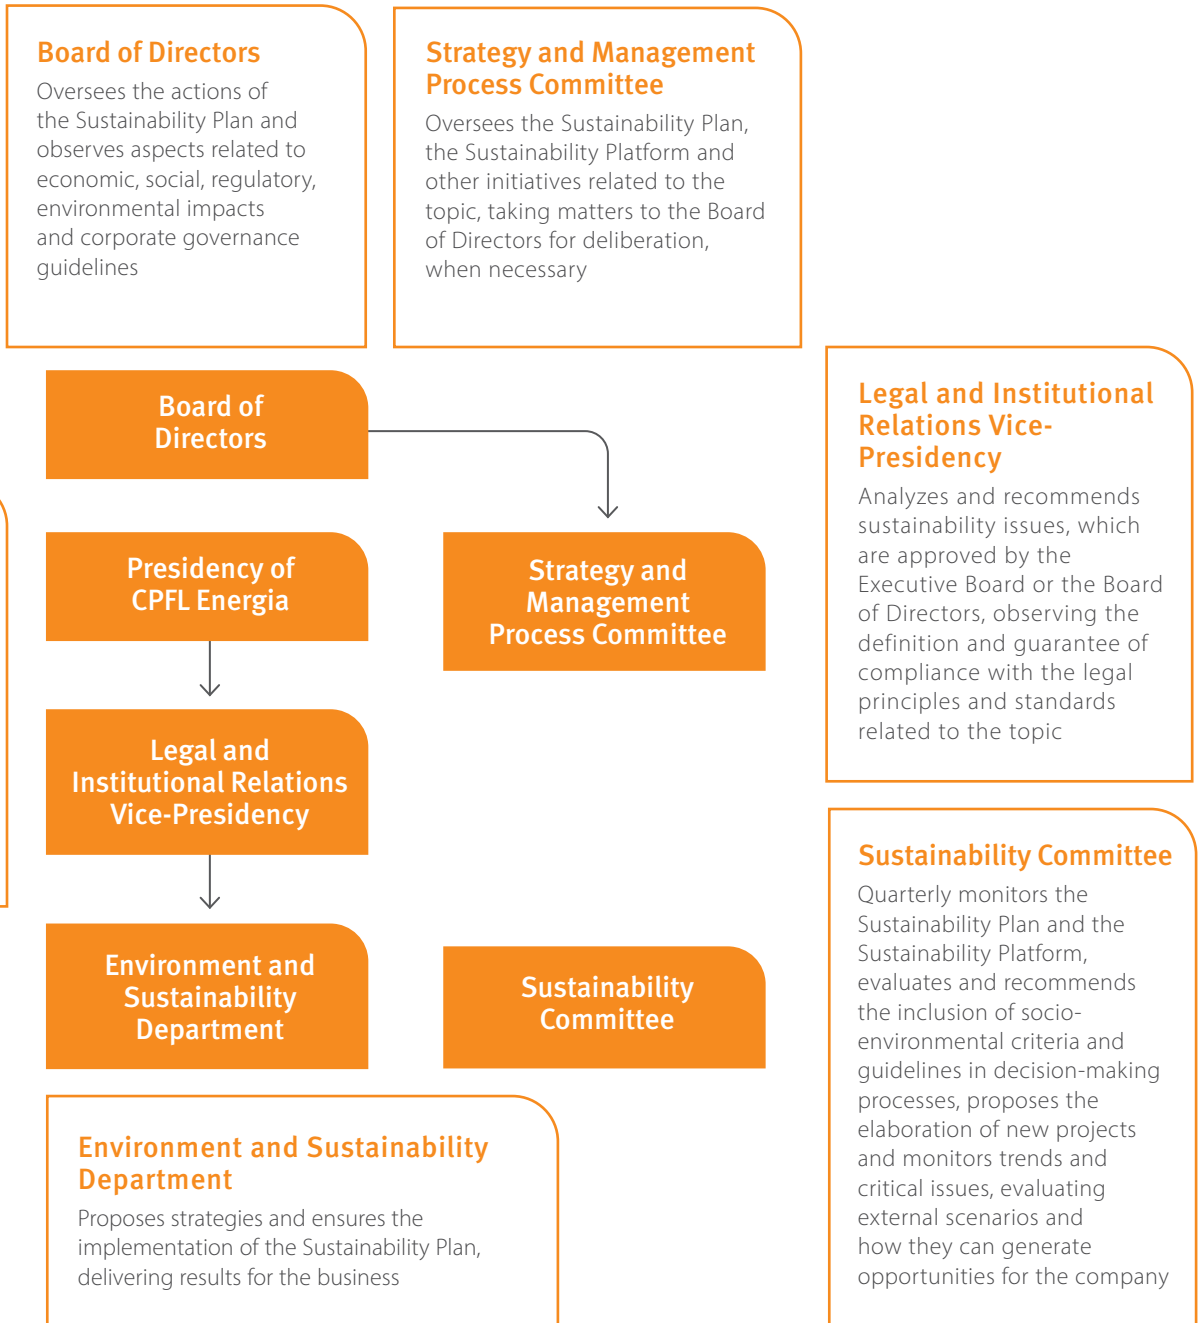 Board of Directors
Oversees the actions of
the Sustainability Plan and
observes aspects related to
economic, social, regulatory,
environmental impacts
and corporate governance
guidelines
Strategy and Management
Process Committee
Oversees the Sustainability Plan,
the Sustainability Platform and
other initiatives related to the
topic, taking matters to the Board
of Directors for deliberation,
when necessary
Board of
Directors
Legal and Institutional
Relations Vice-
Presidency
Analyzes and recommends
sustainability issues, which
are approved by the
Executive Board or the Board
of Directors, observing the
definition and guarantee of
compliance with the legal
principles and standards
related to the topic
Presidency of
CPFL Energia
Strategy and
Management
Process Committee
Legal and
Institutional Relations
Vice-Presidency
Environment and
Sustainability
Department
Sustainability
Committee
Sustainability Committee
Quarterly monitors the
Sustainability Plan and the
Sustainability Platform,
evaluates and recommends
the inclusion of socio-
environmental criteria and
guidelines in decision-making
processes, proposes the
elaboration of new projects
and monitors trends and
critical issues, evaluating
external scenarios and
how they can generate
opportunities for the company
Environment and Sustainability
Department
Proposes strategies and ensures the
implementation of the Sustainability Plan,
delivering results for the business